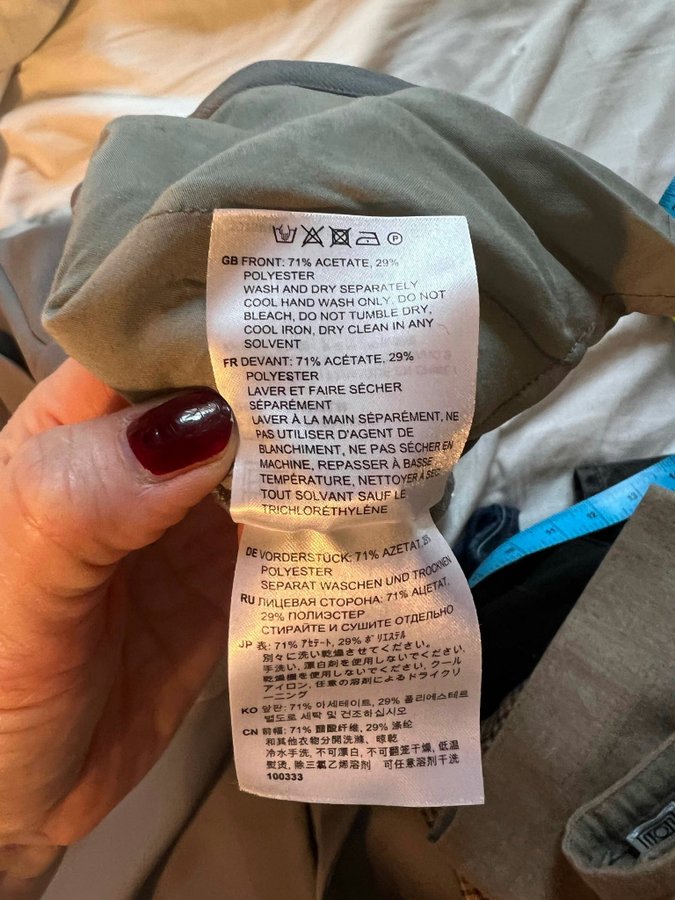 GB FRONT: 71% ACETATE, 29%
POLYESTER
WASH AND DRY SEPARATELY
COOL HAND WASH ONLY, DO NOT
BLEACH, DO NOT TUMBLE DRY,
COOL IRON, DRY CLEAN IN ANY
SOLVENT
FR DEVANT: 71% ACÉTATE, 29%
POLYESTER
LAVER ET FAIRE SÉCHER
SÉPARÉMENT
LAVER À LA MAIN SÉPARÉMENT, NE
PAS UTILISER D'AGENT DE
BLANCHIMENT, NE PAS SÉCHER EN
MACHINE, REPASSER À BASSE
TEMPÉRATURE, NETTOYER À SEC
TOUT SOLVANT SAUF LE
TRICHLORÉTHYLÈNE
DE VORDERSTÜCK: 71% AZETAT, 29%
POLYESTER
SEPARAT WASCHEN UND TROCKNEN
RU ЛИЦЕВАЯ СТОРОНА: 71% АЦЕТАТ,
29% ПОЛИЭСТЕР
СТИРАЙТЕ И СУШИТЕ ОТДЕЛЬНО
JP 表: 71% アセテート, 29% ポリエステル
別々に洗い乾燥させてください。
手洗い, 漂白剤を使用しないでください,
乾燥機を使用しないでください, クール
アイロン, 任意の溶剤によるドライクリ
ーニング
KO 앞판: 71% 아세테이트, 29% 폴리에스테르
별도로 세탁 및 건조하십시오
CN 前幅: 71% 醋酸纤维, 29% 涤纶
和其他衣物分開洗滌、晾乾
冷水手洗, 不可漂白, 不可翻筆干燥, 低温
熨烫, 除三氯乙烯溶剂 可任意溶剂干洗
100333